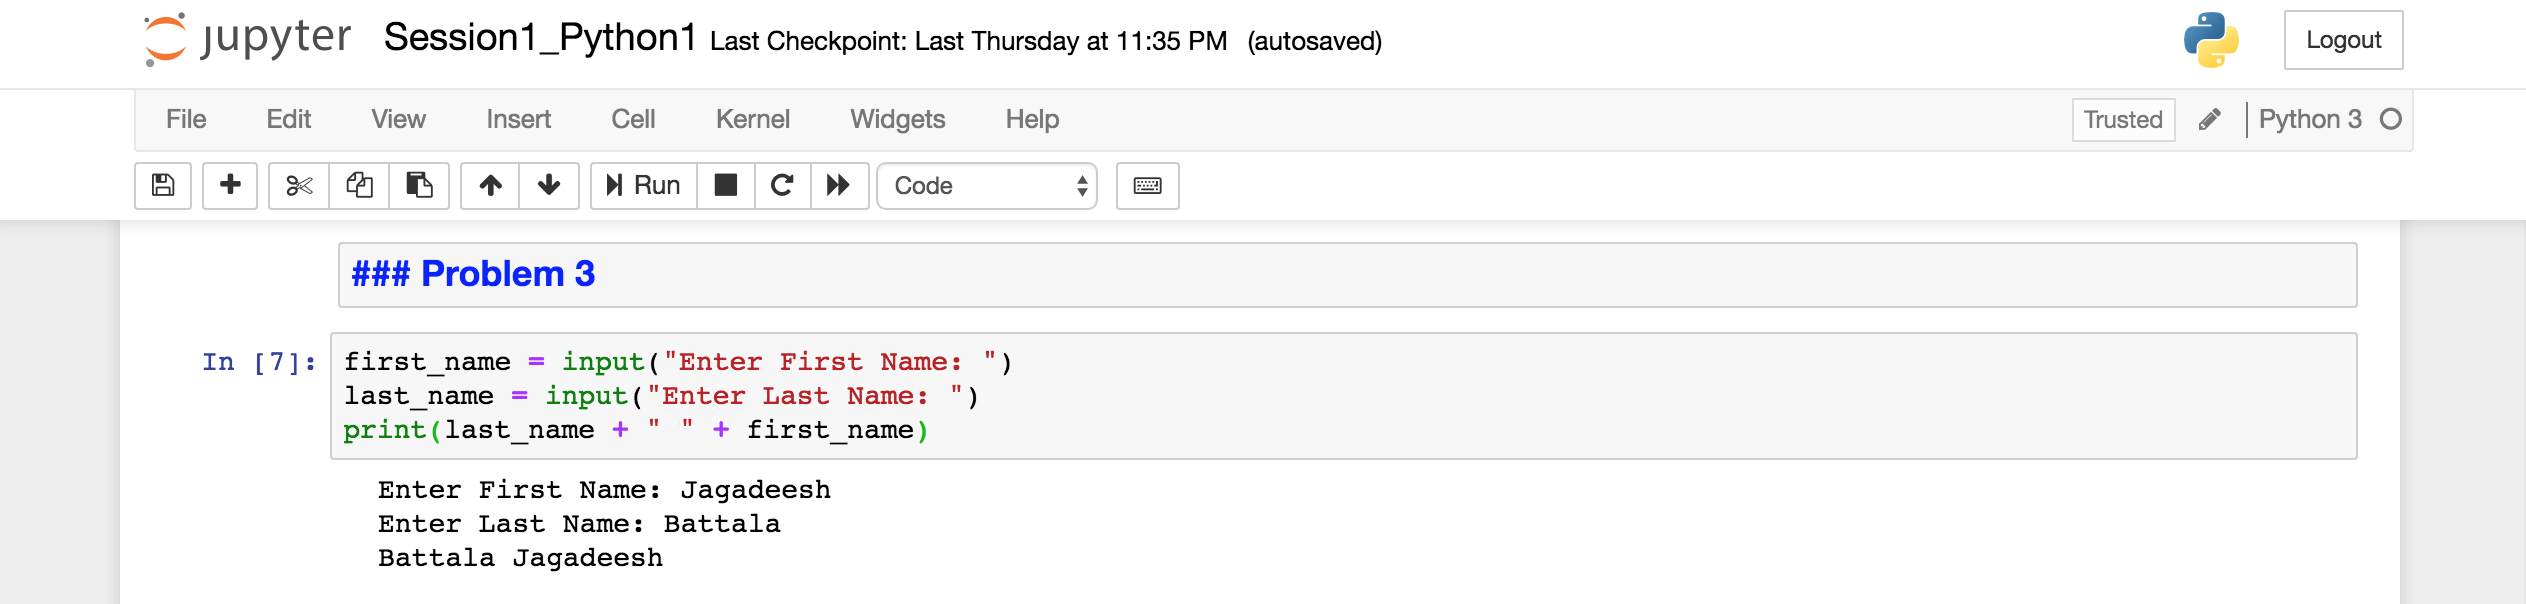 jupyter Session1_Python1 Last Checkpoint: Last Thursday at 11:35 PM (autosaved) Logout
File Edit View Insert Cell Kernel Widgets Help Trusted Python 3
Run Code
### Problem 3
In [7]: first_name = input("Enter First Name: ")
last_name = input("Enter Last Name: ")
print(last_name + " " + first_name)
Enter First Name: Jagadeesh
Enter Last Name: Battala
Battala Jagadeesh